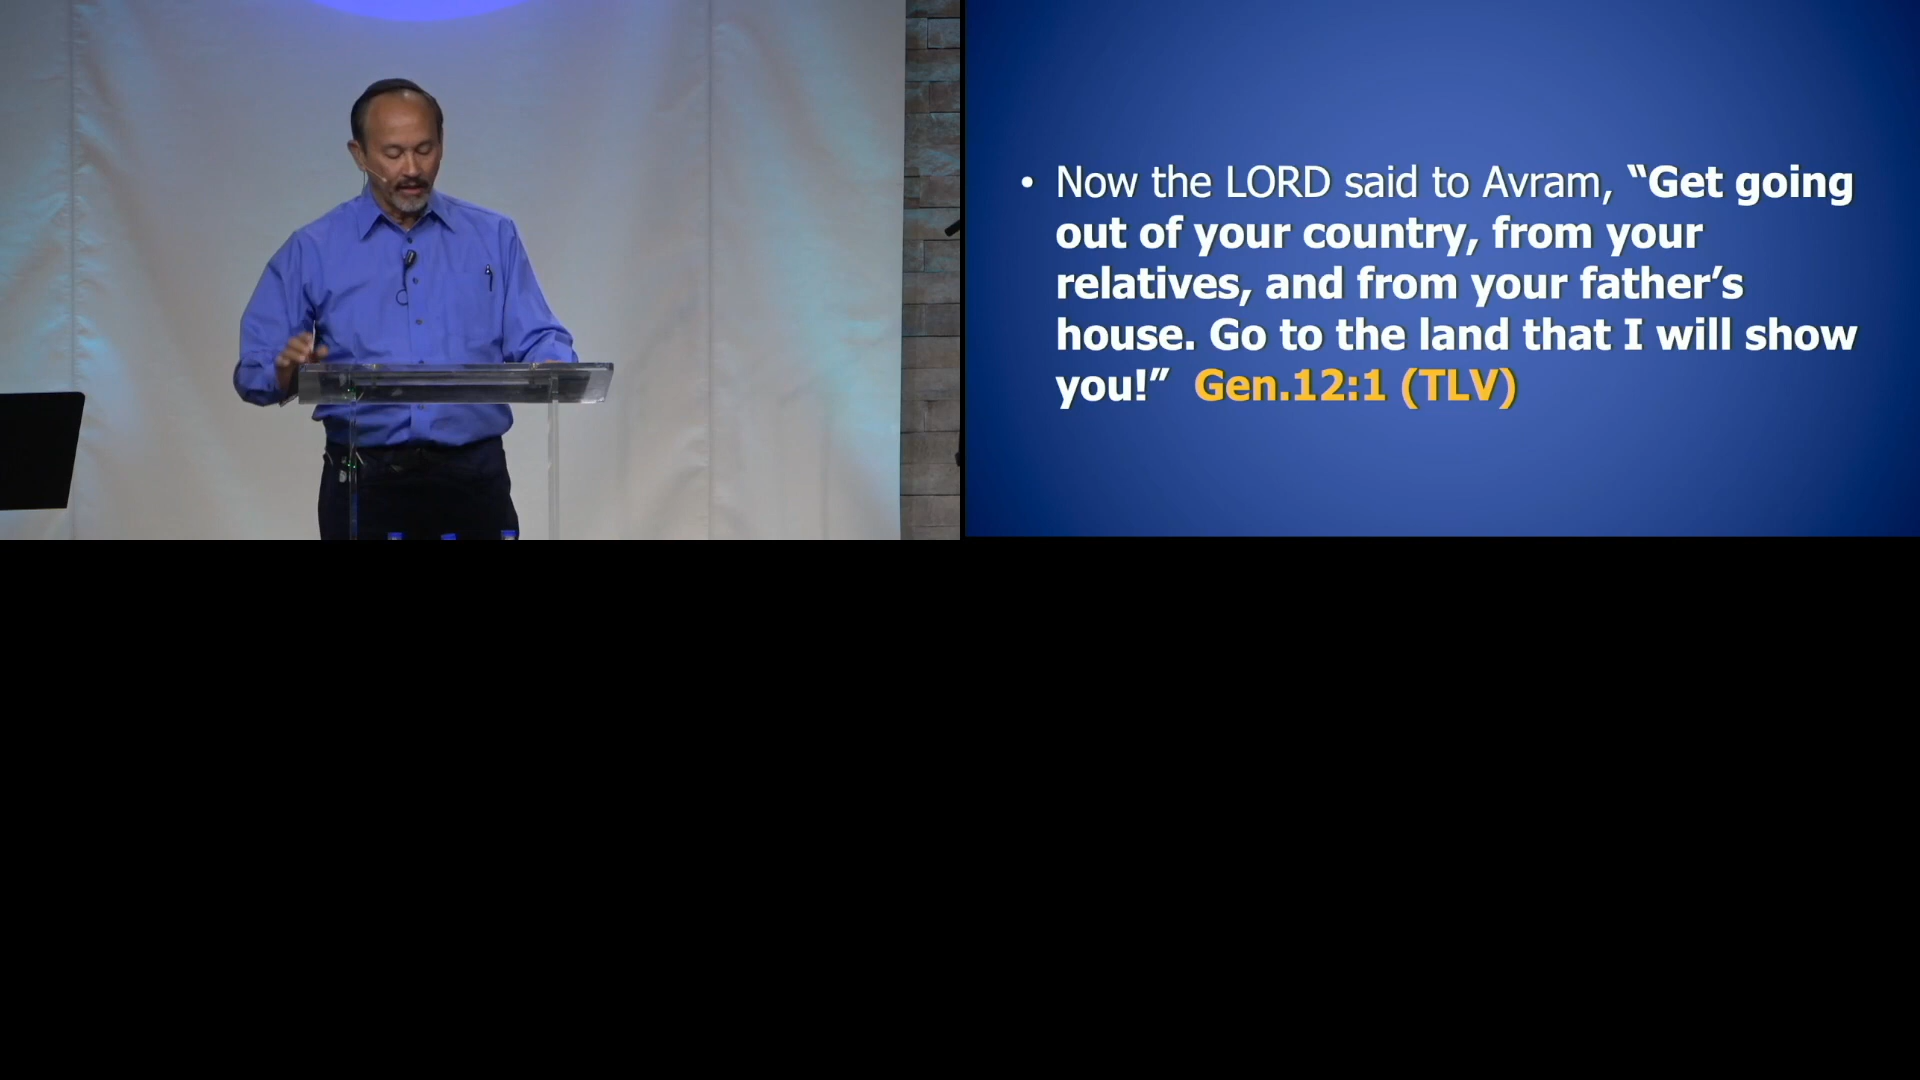 • Now the LORD said to Avram, “Get going
out of your country, from your
relatives, and from your father’s
house. Go to the land that I will show
you!” Gen.12:1 (TLV)